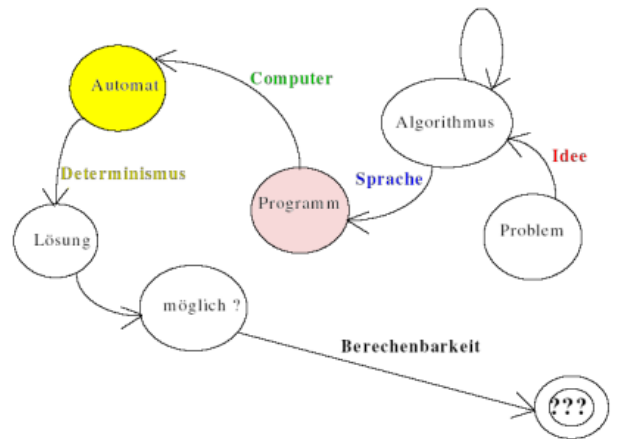 Computer
Automat
Algorithmus
Idee
Determinismus
Sprache
Programm
Problem
Lösung
möglich ?
Berechenbarkeit
???